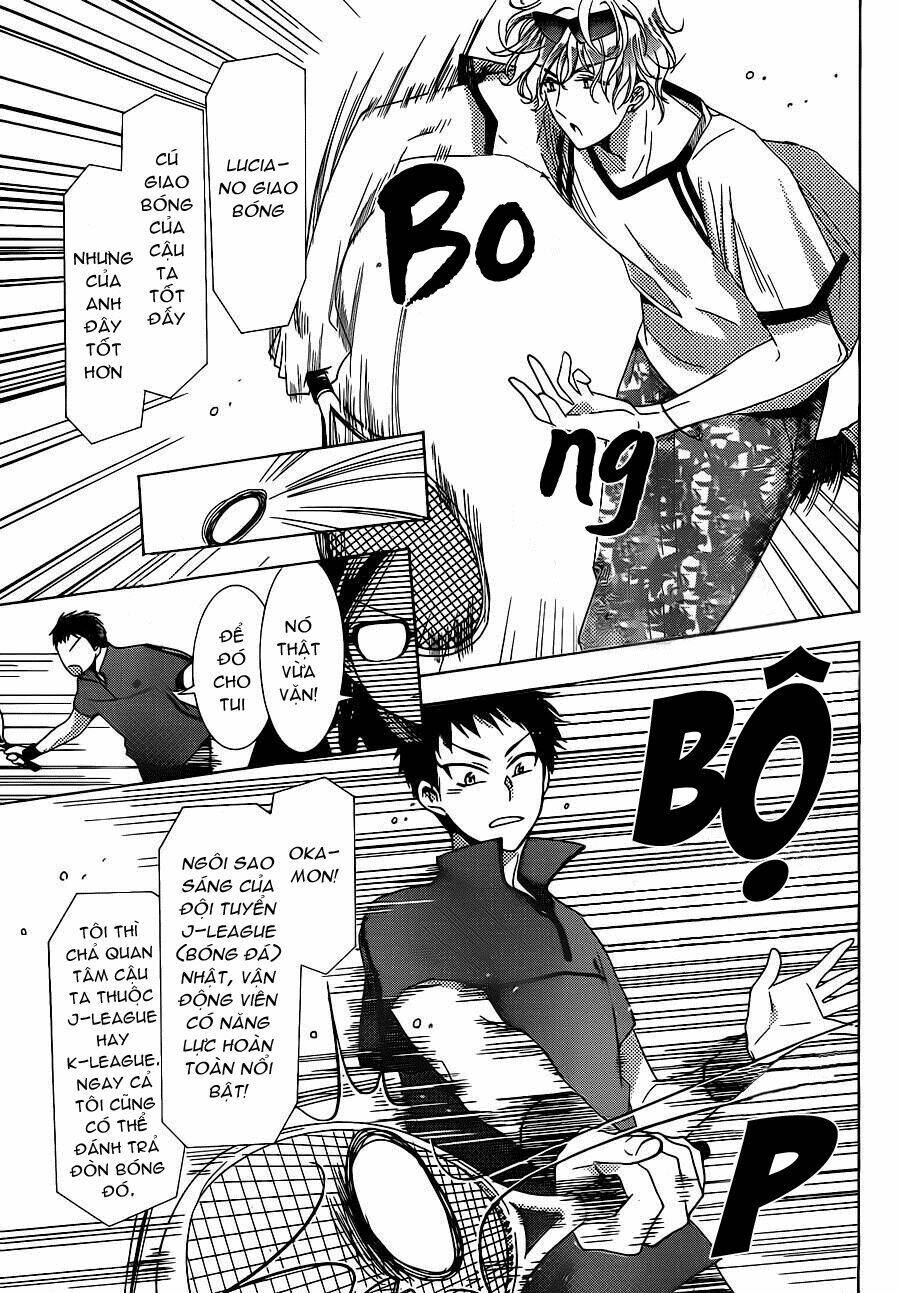 LUCIA-
NO GIAO
BÓNG
CÚ
GIAO
BÓNG
CỦA
CẬU
TA
TỐT
ĐẤY
NHƯNG
CỦA
ANH
ĐÂY
TỐT
HƠN
BO
NG
NÓ
THẬT
VỪA
VẶN!
ĐỂ
ĐÓ
CHO
TUI
BỘ
P
OKA-
MON!
NGÔI SAO
SÁNG CỦA
ĐỘI TUYỂN
J-LEAGUE
(BÓNG ĐÁ)
NHẬT, VẬN
ĐỘNG VIÊN
CÓ NĂNG
LỰC HOÀN
TOÀN NỔI
BẬT!
TÔI THÌ
CHẢ QUAN
TÂM CẬU
TA THUỘC
J-LEAGUE
HAY
K-LEAGUE.
NGAY CẢ
TÔI CŨNG
CÓ THỂ
ĐÁNH TRẢ
ĐÒN BÓNG
ĐÓ.